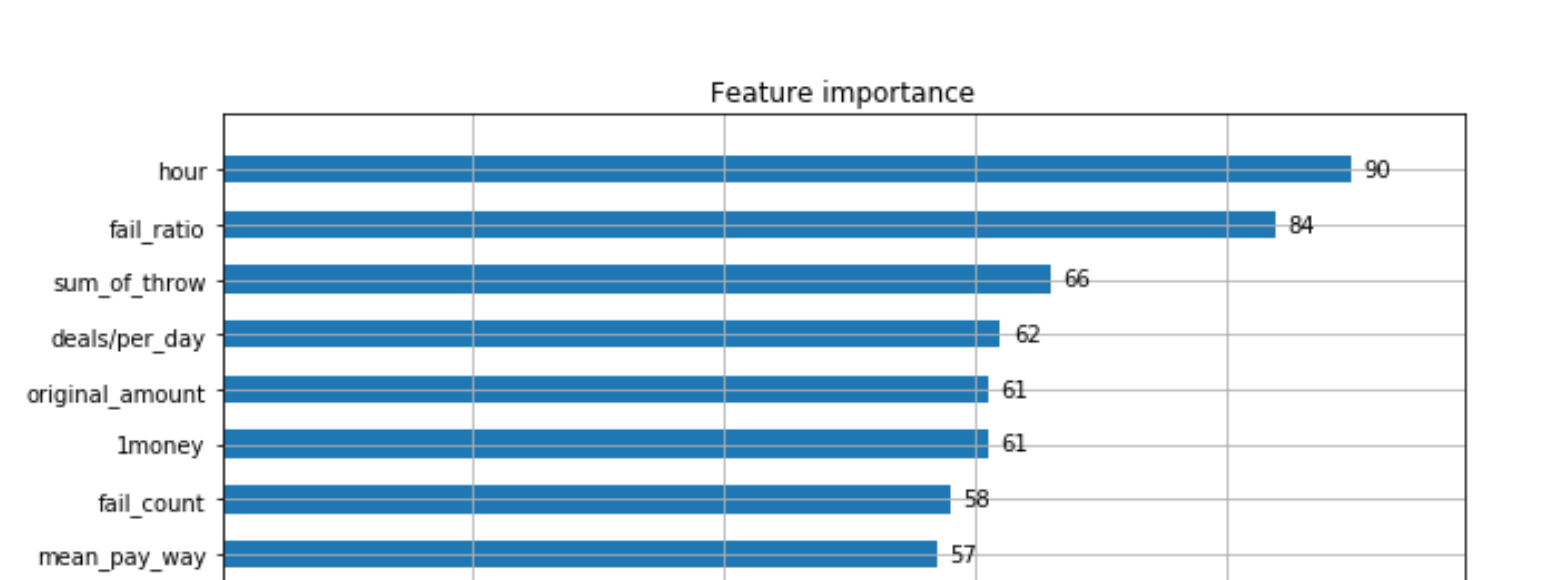 Feature importance
hour 90
fail_ratio 84
sum_of_throw 66
deals/per_day 62
original_amount 61
1money 61
fail_count 58
mean_pay_way 57